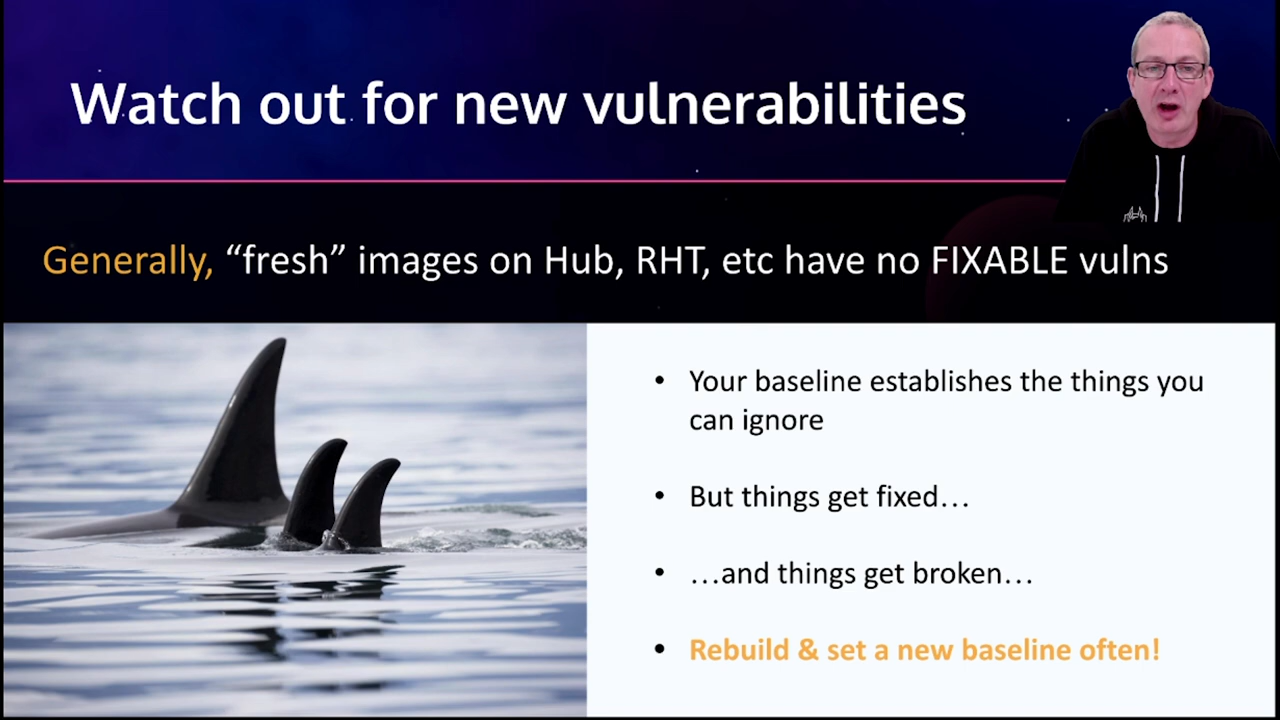 Watch out for new vulnerabilities
Generally, “fresh” images on Hub, RHT, etc have no FIXABLE vulns
• Your baseline establishes the things you
can ignore
• But things get fixed…
• …and things get broken…
• Rebuild & set a new baseline often!